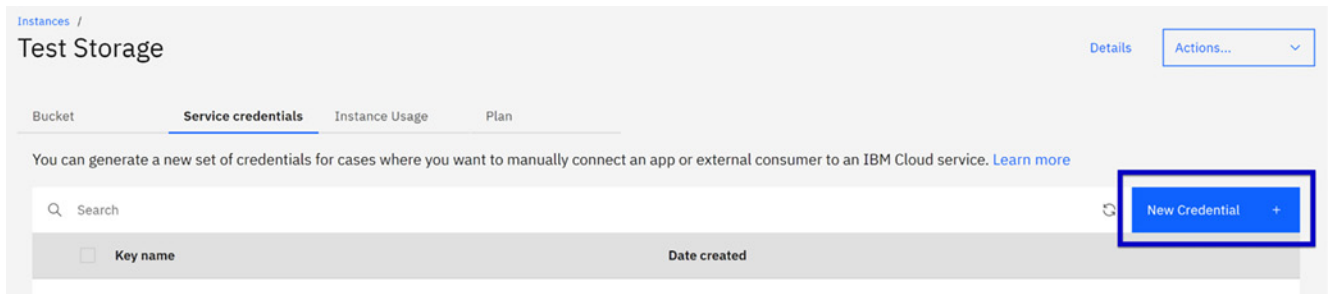 Instances /
Test Storage
Details
Actions...
Bucket
Service credentials
Instance Usage
Plan
You can generate a new set of credentials for cases where you want to manually connect an app or external consumer to an IBM Cloud service. Learn more
Search
New Credential +
Key name
Date created